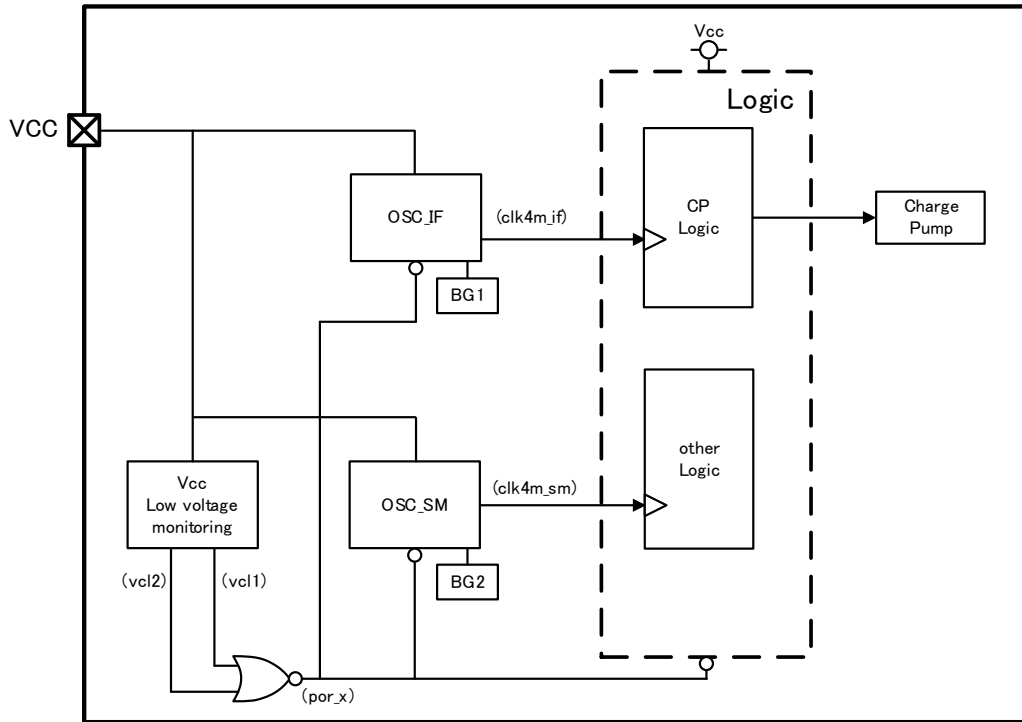 Vcc
Logic
VCC
OSC_IF
(clk4m_if)
CP
Logic
Charge
Pump
BG1
Vcc
Low voltage
monitoring
OSC_SM
(clk4m_sm)
other
Logic
(vcl2)
(vcl1)
BG2
(por_x)